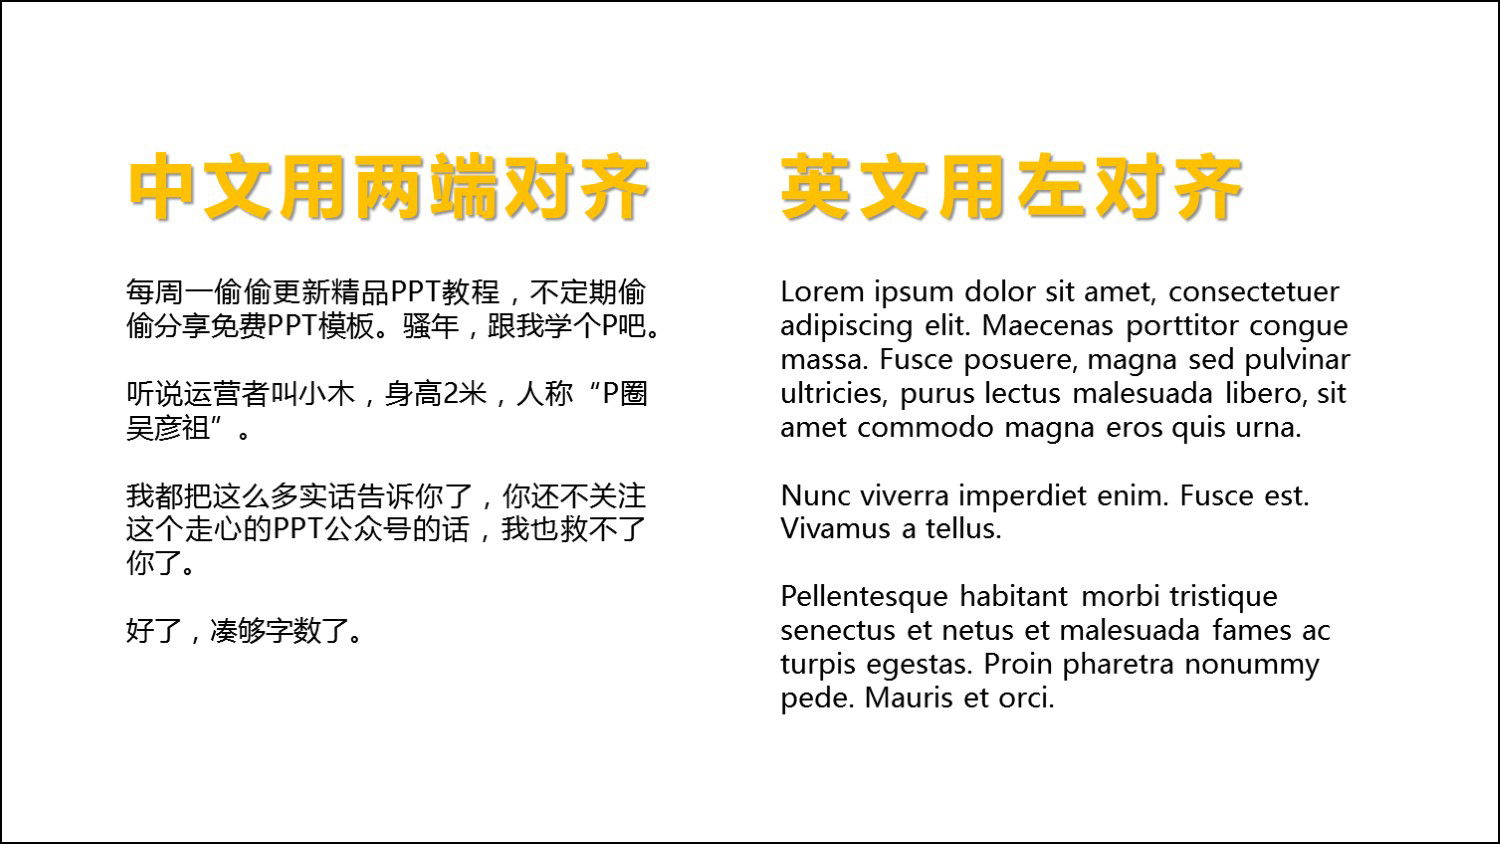 中文用两端对齐
每周一偷偷更新精品PPT教程，不定期偷
偷分享免费PPT模板。骚年，跟我学个P吧。
听说运营者叫小木，身高2米，人称“P圈
吴彦祖”。
我都把这么多实话告诉你了，你还不关注
这个走心的PPT公众号的话，我也救不了
你了。
好了，凑够字数了。
英文用左对齐
Lorem ipsum dolor sit amet, consectetuer
adipiscing elit. Maecenas porttitor congue
massa. Fusce posuere, magna sed pulvinar
ultricies, purus lectus malesuada libero, sit
amet commodo magna eros quis urna.
Nunc viverra imperdiet enim. Fusce est.
Vivamus a tellus.
Pellentesque habitant morbi tristique
senectus et netus et malesuada fames ac
turpis egestas. Proin pharetra nonummy
pede. Mauris et orci.